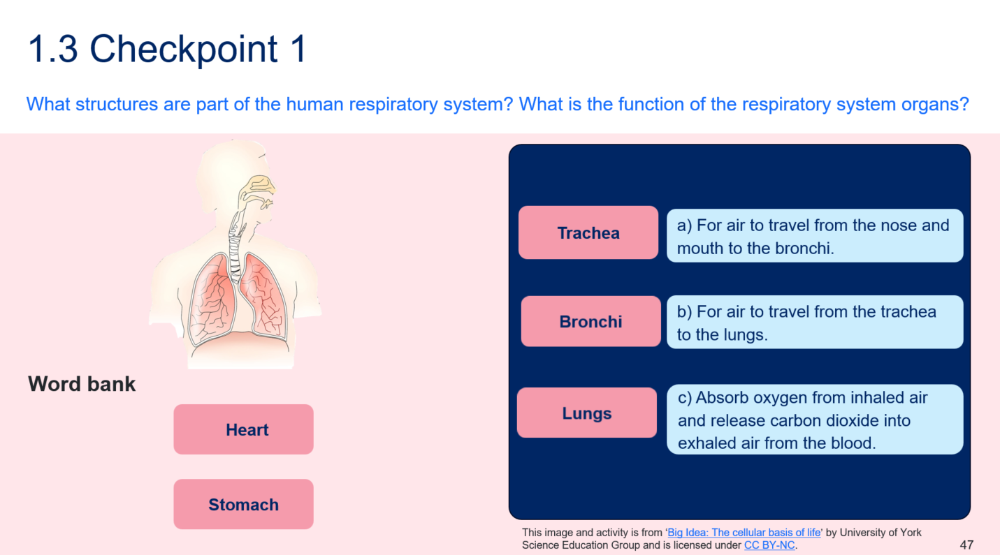 1.3 Checkpoint 1
What structures are part of the human respiratory system? What is the function of the respiratory system organs?
Word bank
Heart
Stomach
Trachea
a) For air to travel from the nose and
mouth to the bronchi.
Bronchi
b) For air to travel from the trachea
to the lungs.
Lungs
c) Absorb oxygen from inhaled air
and release carbon dioxide into
exhaled air from the blood.
This image and activity is from ‘Big Idea: The cellular basis of life’ by University of York
Science Education Group and is licensed under CC BY-NC.
47